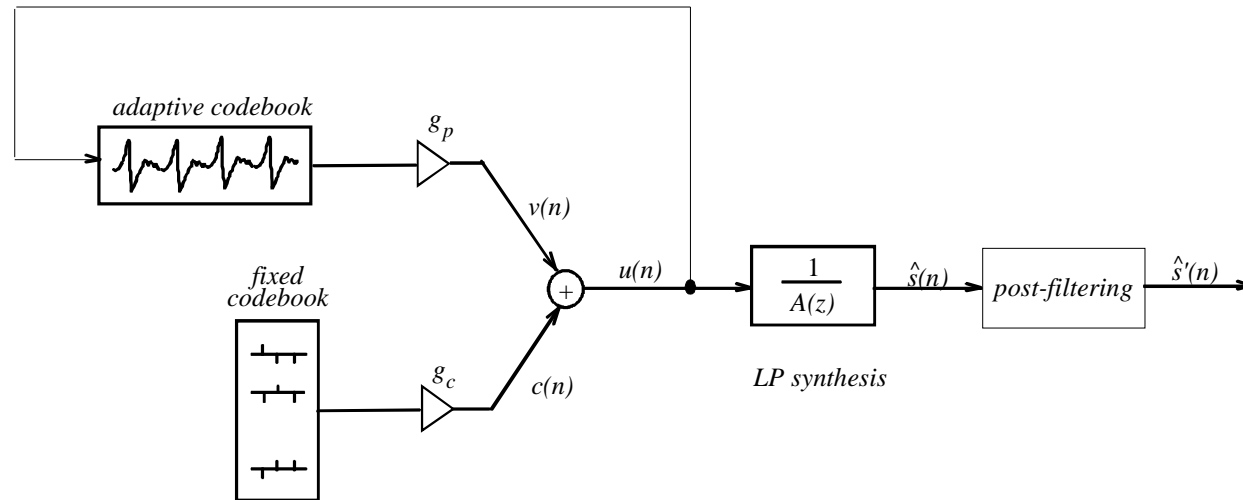 adaptive codebook
g_p
v(n)
fixed
codebook
g_c
c(n)
+
u(n)
1
A(z)
LP synthesis
ŝ(n)
post-filtering
ŝ'(n)